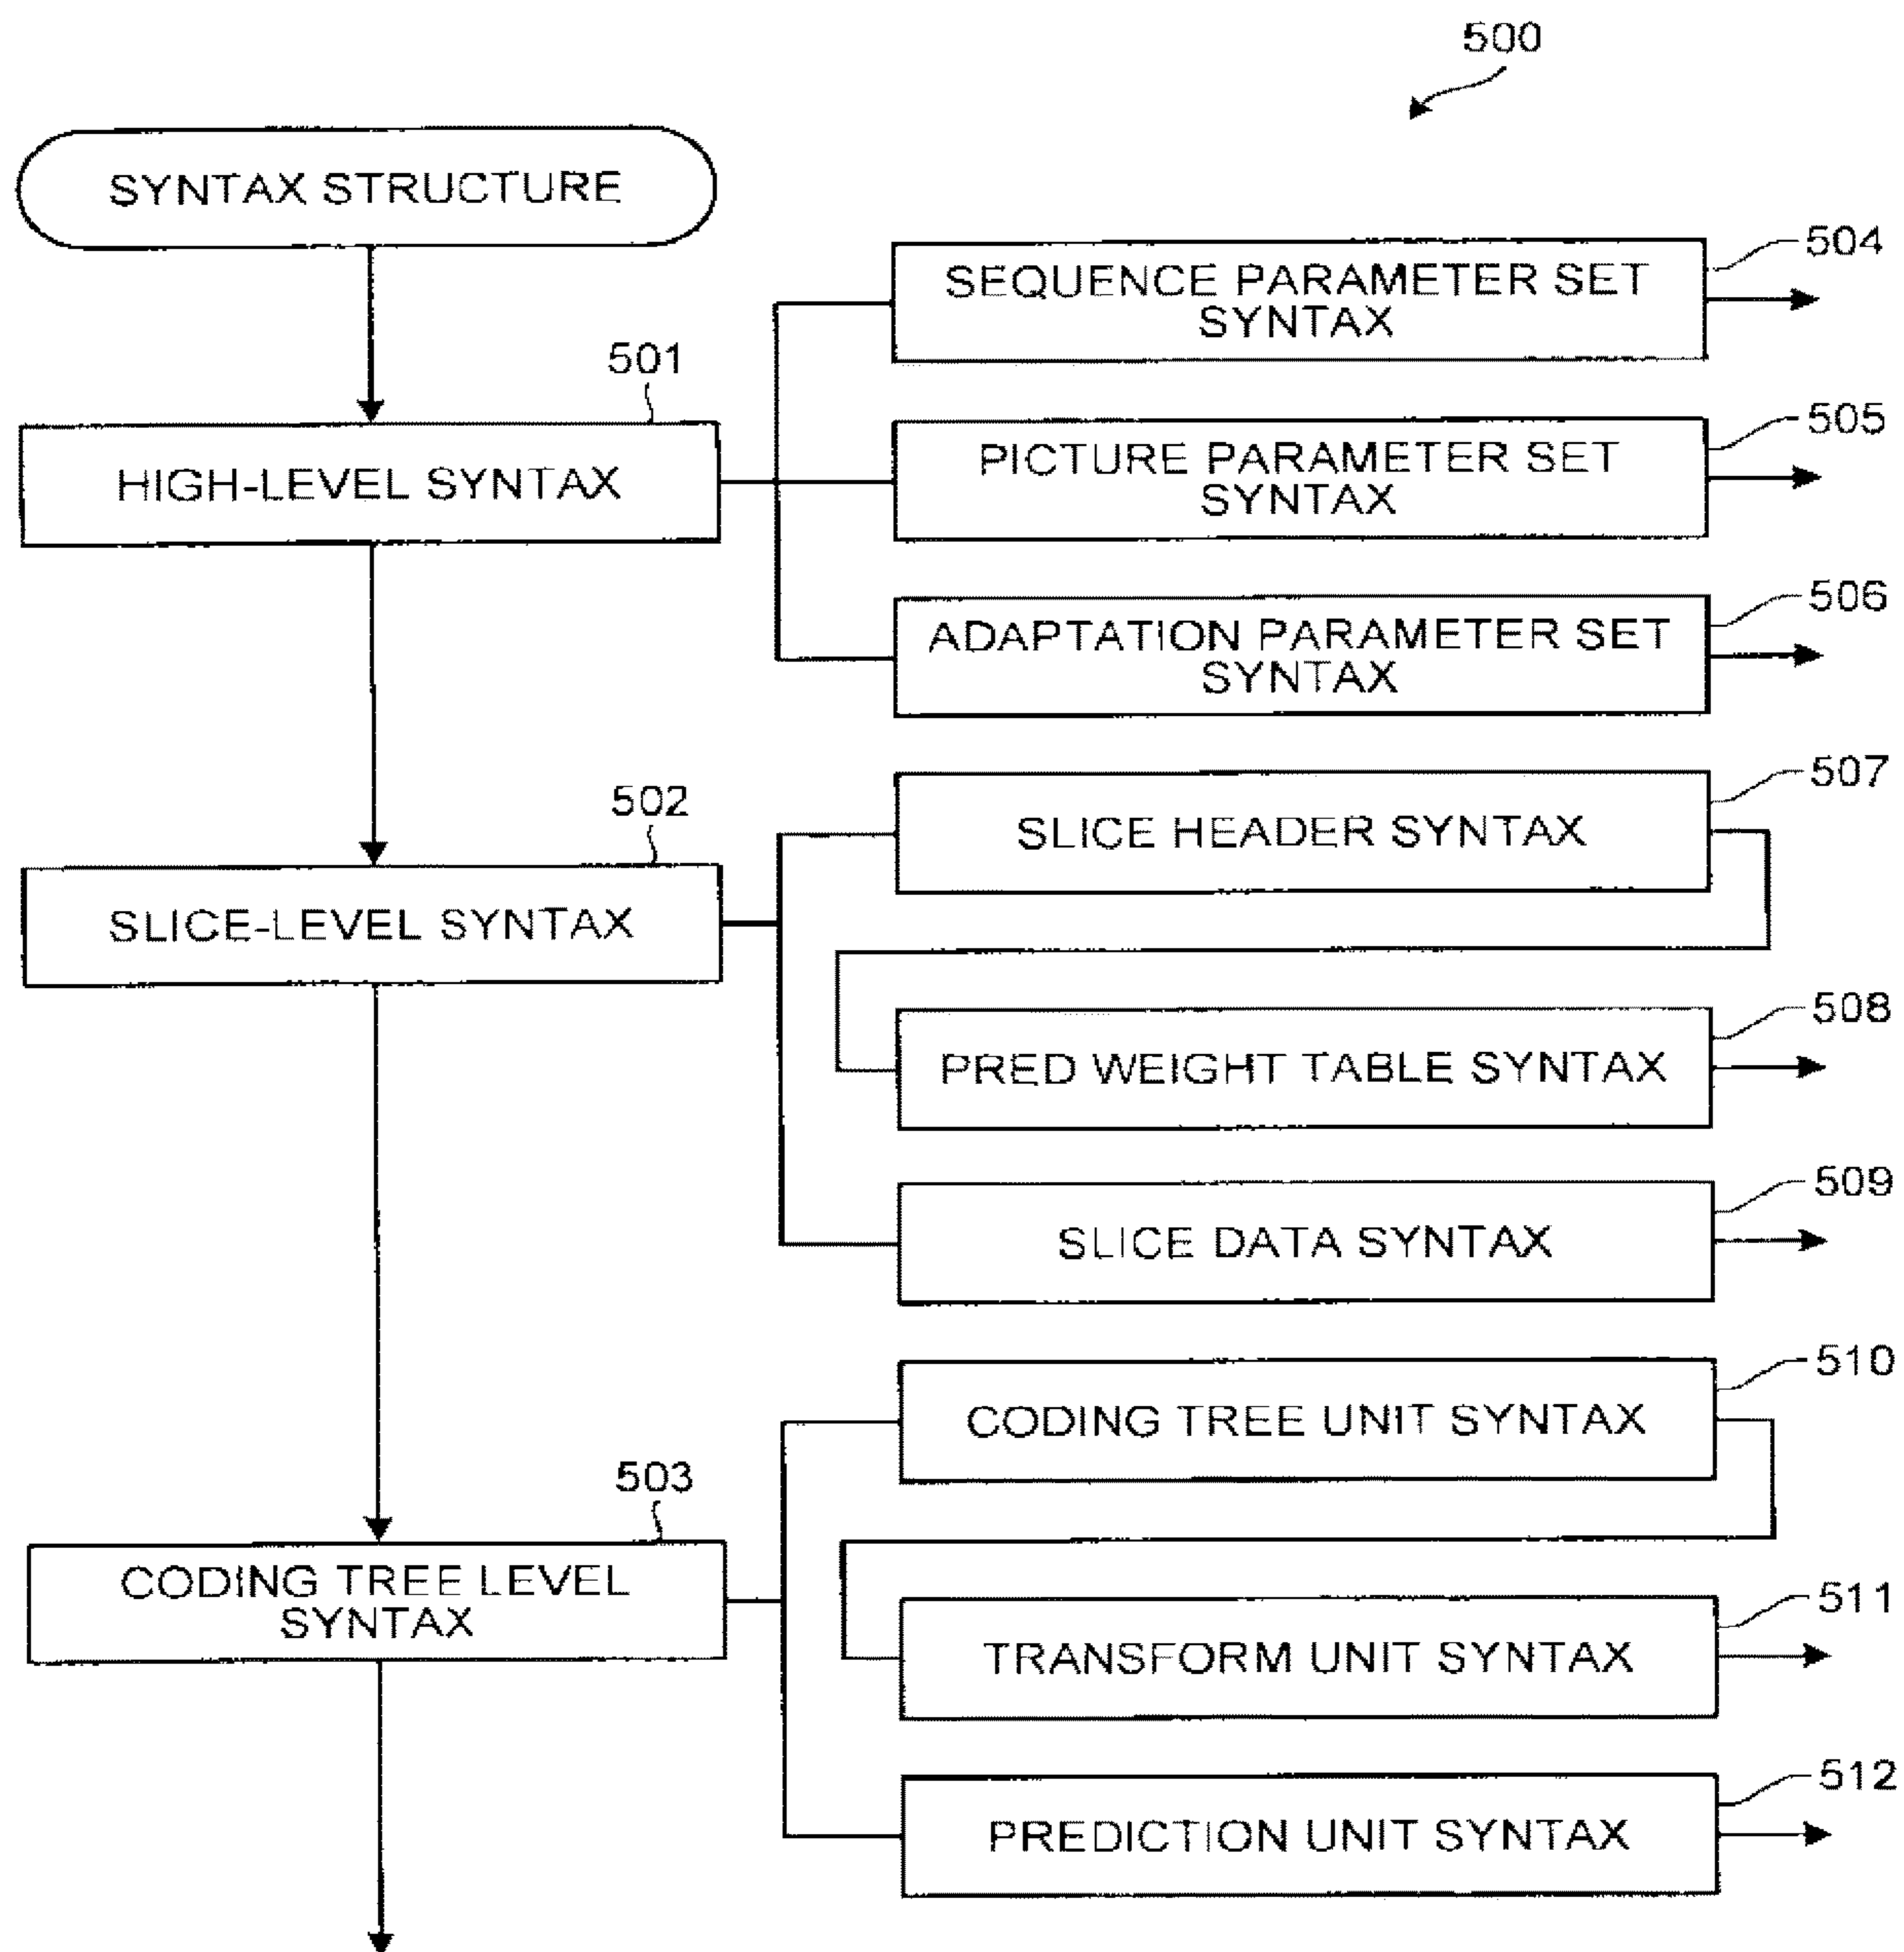 500
SYNTAX STRUCTURE
504
SEQUENCE PARAMETER SET
SYNTAX
501
HIGH-LEVEL SYNTAX
505
PICTURE PARAMETER SET
SYNTAX
506
ADAPTATION PARAMETER SET
SYNTAX
502
SLICE-LEVEL SYNTAX
507
SLICE HEADER SYNTAX
508
PRED WEIGHT TABLE SYNTAX
509
SLICE DATA SYNTAX
503
CODING TREE LEVEL
SYNTAX
510
CODING TREE UNIT SYNTAX
511
TRANSFORM UNIT SYNTAX
512
PREDICTION UNIT SYNTAX